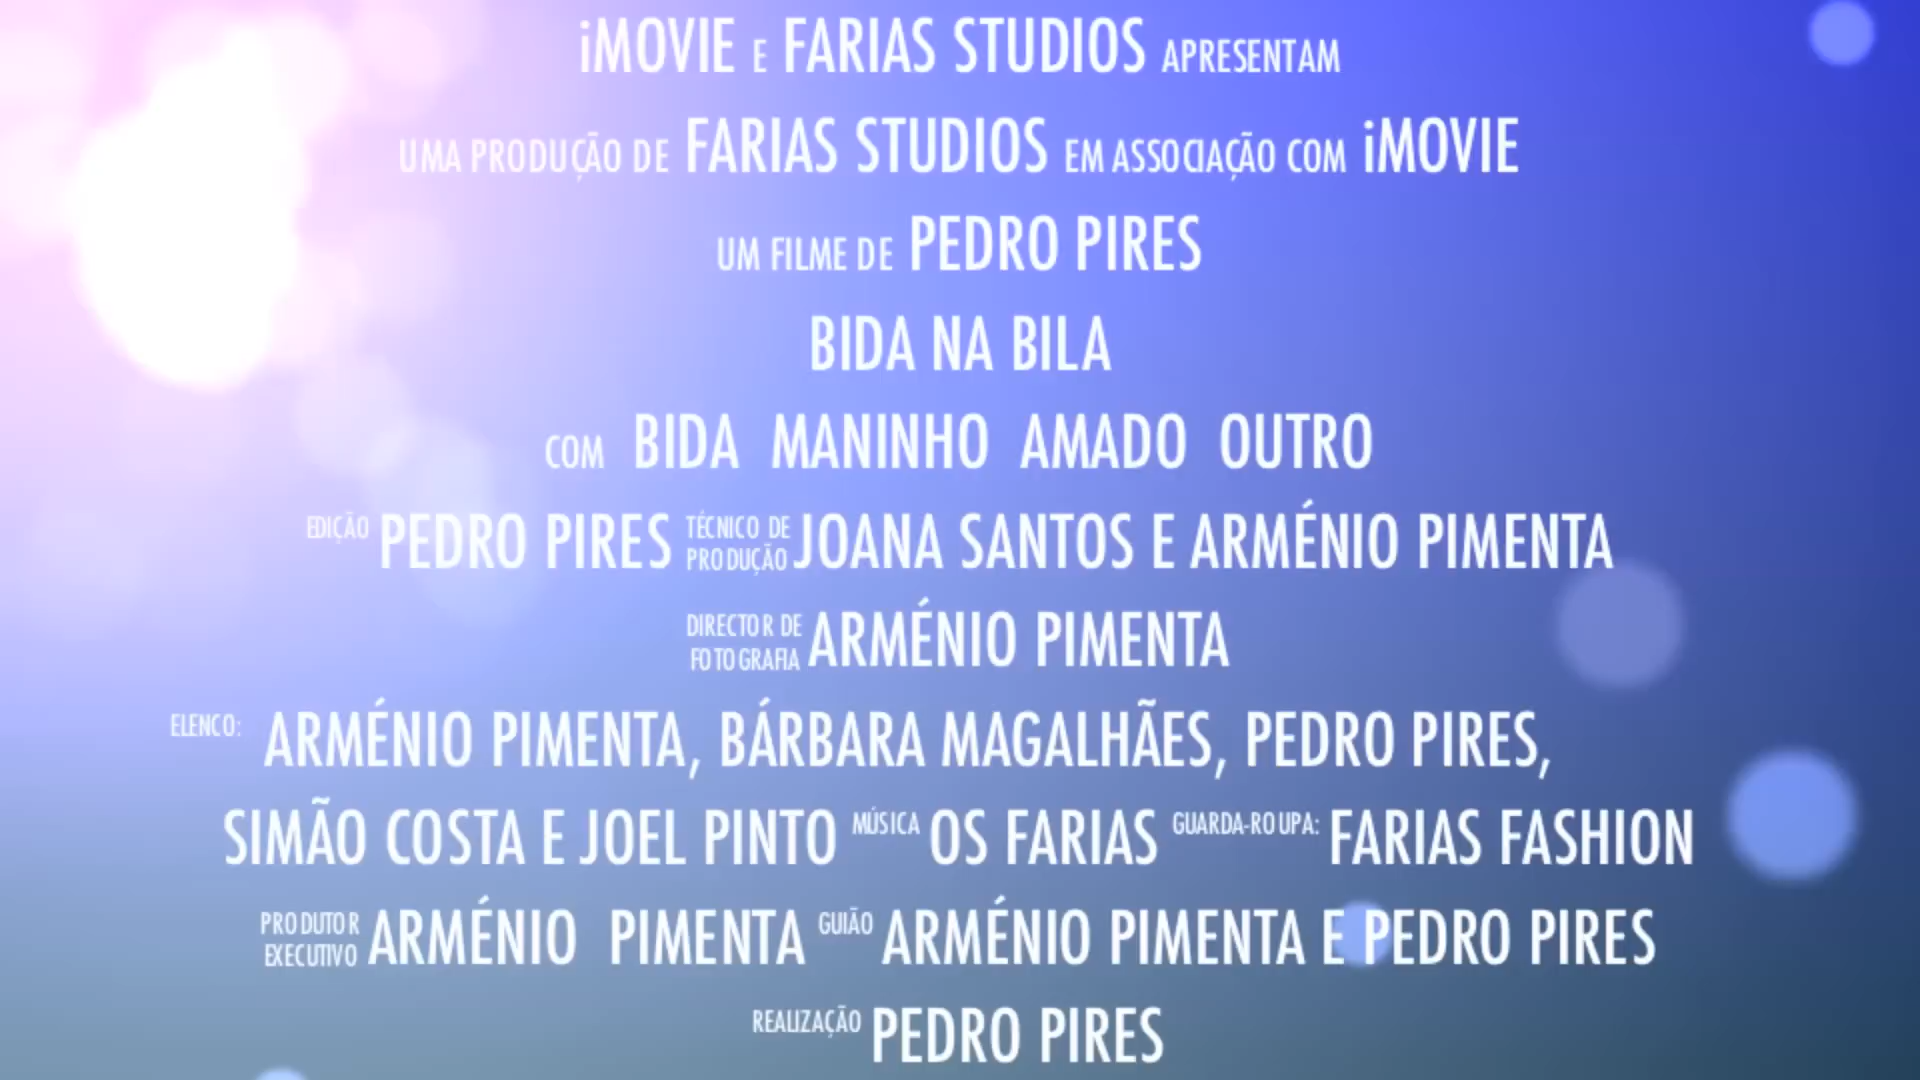 iMOVIE E FARIAS STUDIOS APRESENTAM
UMA PRODUÇÃO DE FARIAS STUDIOS EM ASSOCIAÇÃO COM iMOVIE
UM FILME DE PEDRO PIRES
BIDA NA BILA
COM BIDA MANINHO AMADO OUTRO
EDIÇÃO PEDRO PIRES TÉCNICO DE PRODUÇÃO JOANA SANTOS E ARMÉNIO PIMENTA
DIRECTOR DE FOTOGRAFIA ARMÉNIO PIMENTA
ELENCO: ARMÉNIO PIMENTA, BÁRBARA MAGALHÃES, PEDRO PIRES,
SIMÃO COSTA E JOEL PINTO MÚSICA OS FARIAS GUARDA-ROUPA: FARIAS FASHION
PRODUTOR EXECUTIVO ARMÉNIO PIMENTA GUIÃO ARMÉNIO PIMENTA E PEDRO PIRES
REALIZAÇÃO PEDRO PIRES